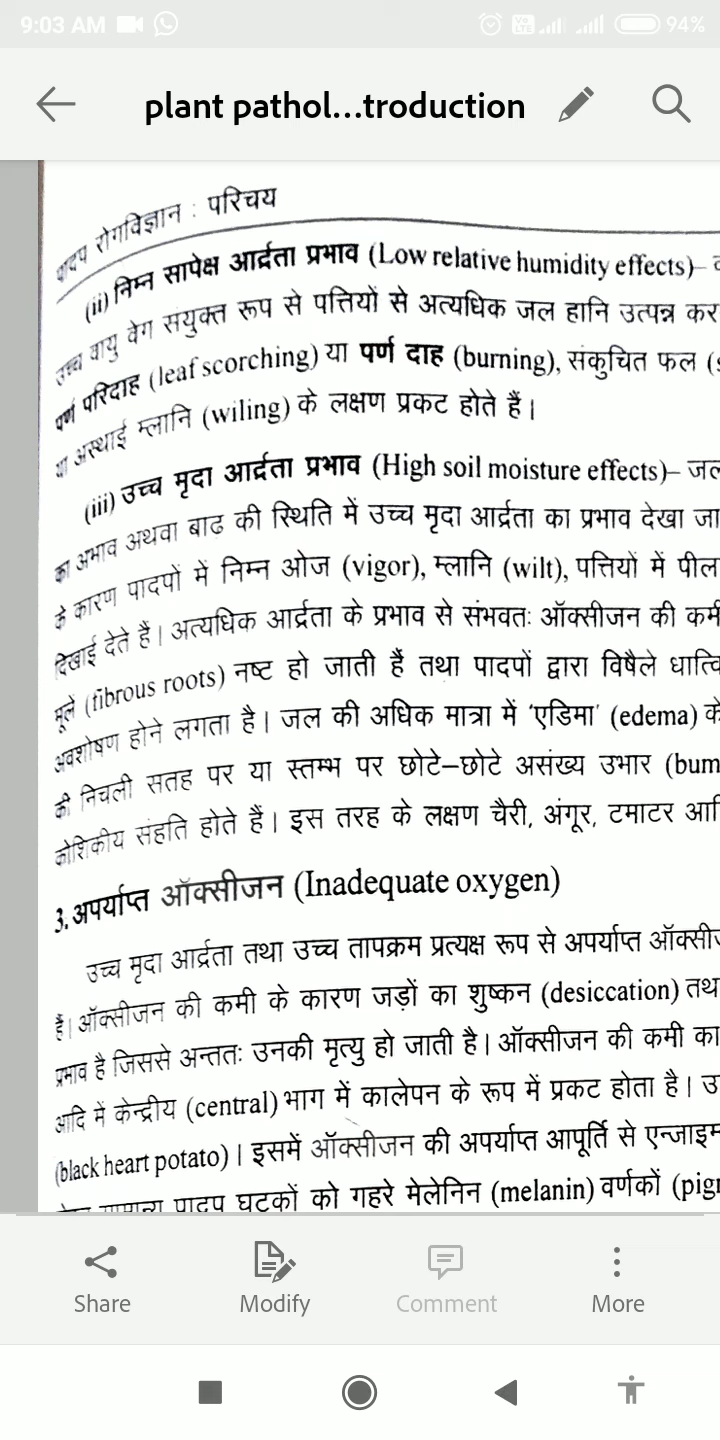 9:03 AM
94%
plant pathol...troduction
पादप रोगविज्ञान : परिचय
(ii) निम्न सापेक्ष आर्द्रता प्रभाव (Low relative humidity effects)–
उच्च वायु वेग संयुक्त रूप से पत्तियों से अत्यधिक जल हानि उत्पन्न कर
पर्ण परिदाह (leaf scorching) या पर्ण दाह (burning), संकुचित फल (
या अस्थाई म्लानि (wiling) के लक्षण प्रकट होते हैं।
(iii) उच्च मृदा आर्द्रता प्रभाव (High soil moisture effects)– जल
का अभाव अथवा बाढ की स्थिति में उच्च मृदा आर्द्रता का प्रभाव देखा जा
के कारण पादपों में निम्न ओज (vigor), म्लानि (wilt), पत्तियों में पील
दिखाई देते हैं। अत्यधिक आर्द्रता के प्रभाव से संभवतः ऑक्सीजन की कमी
मूलें (fibrous roots) नष्ट हो जाती हैं तथा पादपों द्वारा विषैले धात्वि
अवशोषण होने लगता है। जल की अधिक मात्रा में 'एडिमा' (edema) के
की निचली सतह पर या स्तम्भ पर छोटे–छोटे असंख्य उभार (bum
कोशिकीय संहति होते हैं। इस तरह के लक्षण चैरी, अंगूर, टमाटर आदि
3. अपर्याप्त ऑक्सीजन (Inadequate oxygen)
उच्च मृदा आर्द्रता तथा उच्च तापक्रम प्रत्यक्ष रूप से अपर्याप्त ऑक्सीज
हैं। ऑक्सीजन की कमी के कारण जड़ों का शुष्कन (desiccation) तथ
प्रभाव है जिससे अन्ततः उनकी मृत्यु हो जाती है। ऑक्सीजन की कमी का
आदि में केन्द्रीय (central) भाग में कालेपन के रूप में प्रकट होता है। उ
(black heart potato)। इसमें ऑक्सीजन की अपर्याप्त आपूर्ति से एन्जाइम
सामान्य पादप घटकों को गहरे मेलेनिन (melanin) वर्णकों (pigr
Share Modify Comment More